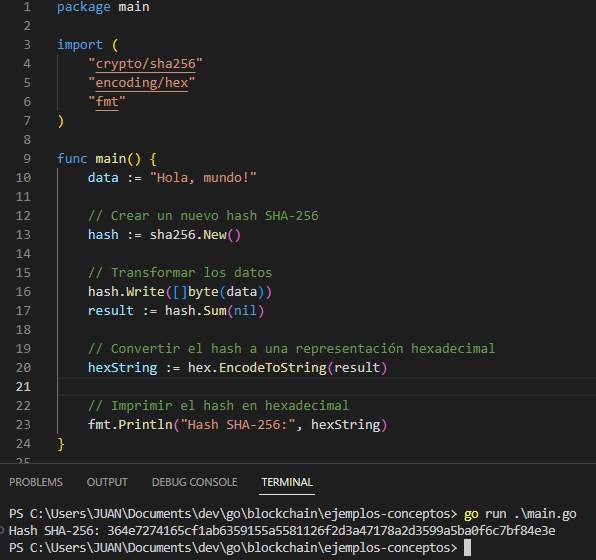 1 package main
2
3 import (
4 "crypto/sha256"
5 "encoding/hex"
6 "fmt"
7 )
8
9 func main() {
10 data := "Hola, mundo!"
11
12 // Crear un nuevo hash SHA-256
13 hash := sha256.New()
14
15 // Transformar los datos
16 hash.Write([]byte(data))
17 result := hash.Sum(nil)
18
19 // Convertir el hash a una representación hexadecimal
20 hexString := hex.EncodeToString(result)
21
22 // Imprimir el hash en hexadecimal
23 fmt.Println("Hash SHA-256:", hexString)
24 }
25
PROBLEMS OUTPUT DEBUG CONSOLE TERMINAL
PS C:\Users\JUAN\Documents\dev\go\blockchain\ejemplos-conceptos> go run .\main.go
Hash SHA-256: 364e7274165cf1ab6359155a5581126f2d3a47178a2d3599a5ba0f6c7bf84e3e
PS C:\Users\JUAN\Documents\dev\go\blockchain\ejemplos-conceptos>